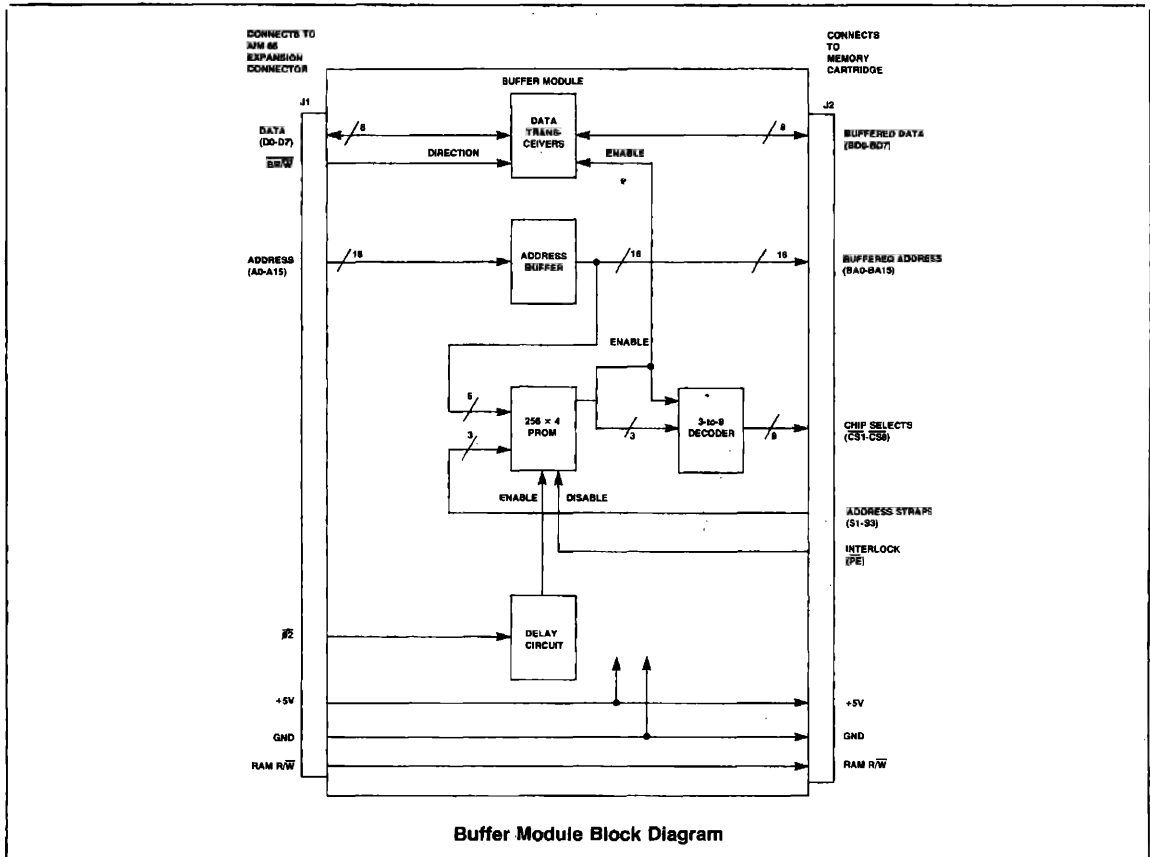 CONNECTS TO
AIM 65
EXPANSION
CONNECTOR
CONNECTS
TO
MEMORY
CARTRIDGE
BUFFER MODULE
J1
J2
DATA
(D0-D7)
8
DATA
TRANS-
CEIVERS
8
BUFFERED DATA
(BD0-BD7)
BR/W
DIRECTION
ENABLE
ADDRESS
(A0-A15)
16
ADDRESS
BUFFER
16
16
BUFFERED ADDRESS
(BA0-BA15)
ENABLE
5
3
256 × 4
PROM
3
3-to-8
DECODER
8
CHIP SELECTS
(CS1-CS8)
ENABLE
DISABLE
ADDRESS STRAPS
(S1-S3)
INTERLOCK
(PE)
ø2
DELAY
CIRCUIT
+5V
+5V
GND
GND
RAM R/W
RAM R/W
Buffer Module Block Diagram